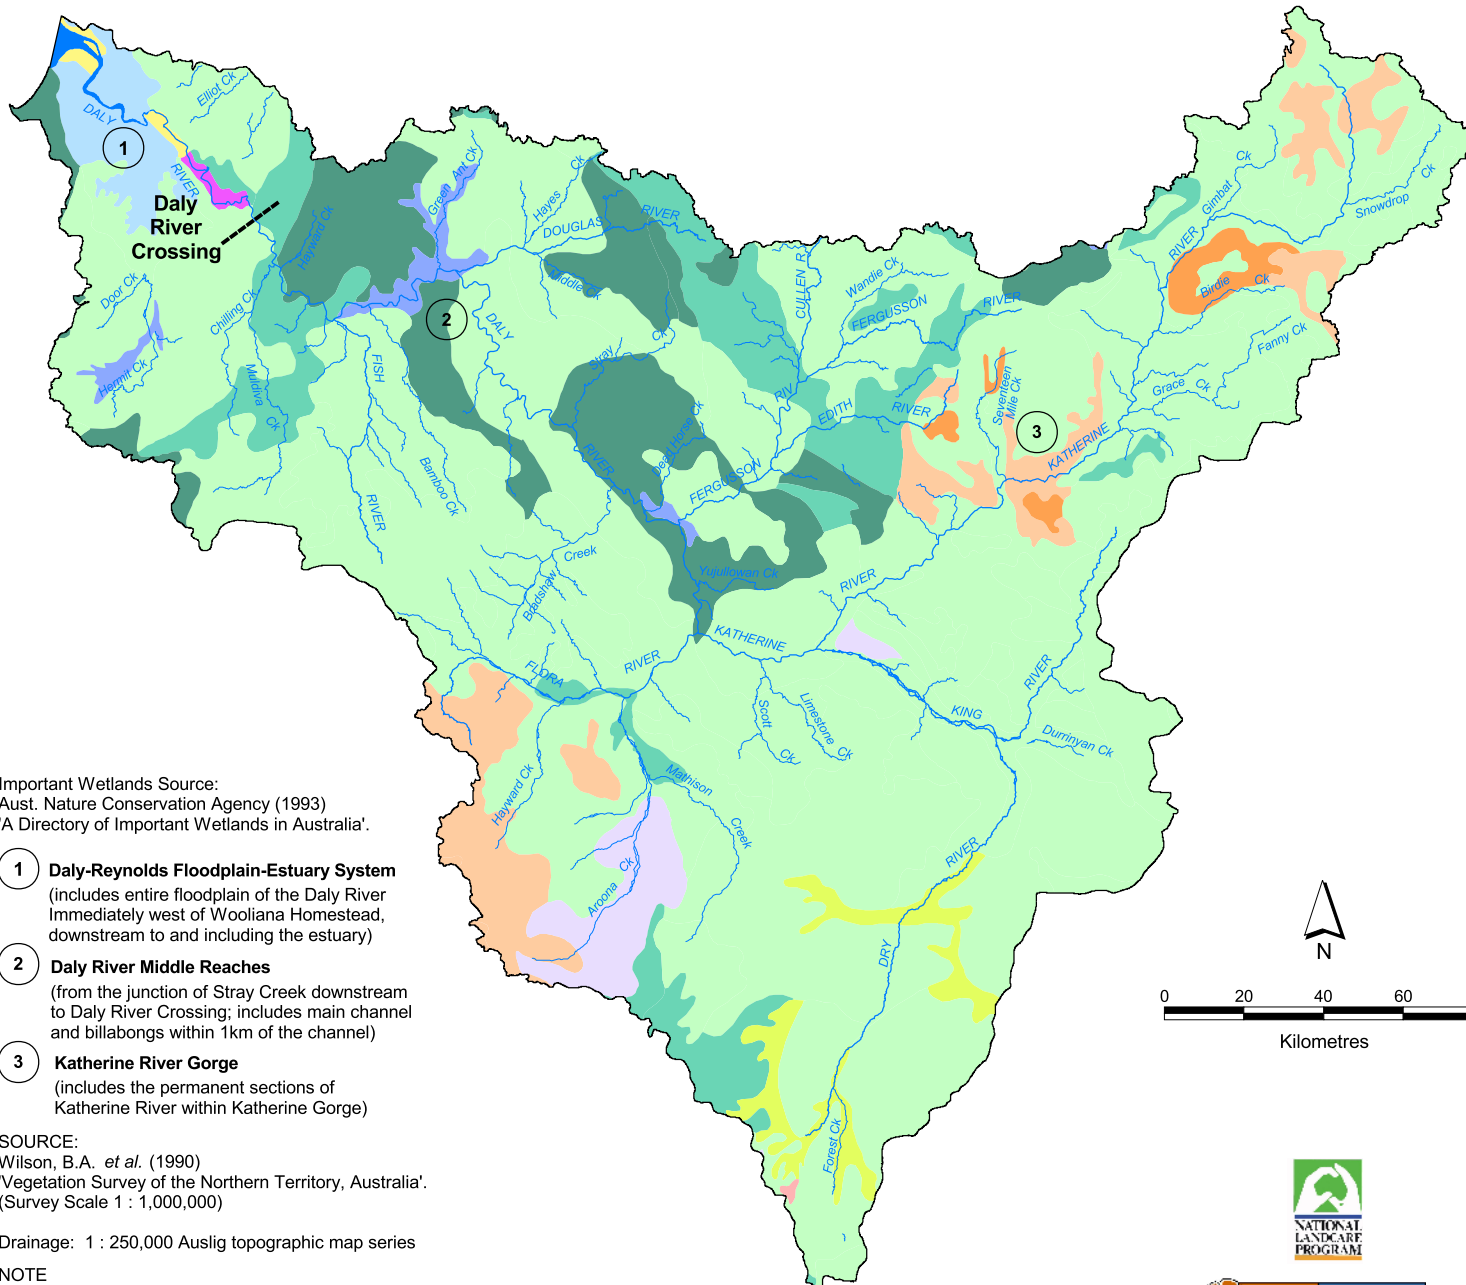 Elliot Ck
DALY
1
RIVER
Daly
River
Crossing
Hayward Ck
Green Ant Ck
Hayes
Ck
DOUGLAS
RIVER
Middle Ck
Door Ck
Chilling Ck
Hermit Ck
Muldiva
Ck
2
DALY
FISH
RIVER
Bamboo Ck
Stray
Ck
CULLEN R
Wandie Ck
FERGUSSON
RIVER
RIVER
Gimbat
Ck
Snowdrop
Ck
Birdie
Ck
Fanny Ck
Grace
Ck
Seventeen
Mile Ck
3
KATHERINE
RIV
EDITH
RIVER
RIVER
Dead Horse Ck
FERGUSSON
Creek
Bradshaw
Yujullowan Ck
RIVER
KATHERINE
RIVER
FLORA
RIVER
KING
Scott
Ck
Limestone
Ck
Durrinyan Ck
Hayward Ck
Mathison
Creek
Aroona
Ck
RIVER
DRY
Forest Ck
Important Wetlands Source:
Aust. Nature Conservation Agency (1993)
'A Directory of Important Wetlands in Australia'.
1 Daly-Reynolds Floodplain-Estuary System
(includes entire floodplain of the Daly River
Immediately west of Wooliana Homestead,
downstream to and including the estuary)
2 Daly River Middle Reaches
(from the junction of Stray Creek downstream
to Daly River Crossing; includes main channel
and billabongs within 1km of the channel)
3 Katherine River Gorge
(includes the permanent sections of
Katherine River within Katherine Gorge)
SOURCE:
Wilson, B.A. et al. (1990)
'Vegetation Survey of the Northern Territory, Australia'.
(Survey Scale 1 : 1,000,000)
Drainage: 1 : 250,000 Auslig topographic map series
NOTE
N
0 20 40 60
Kilometres
NATIONAL
LANDCARE
PROGRAM